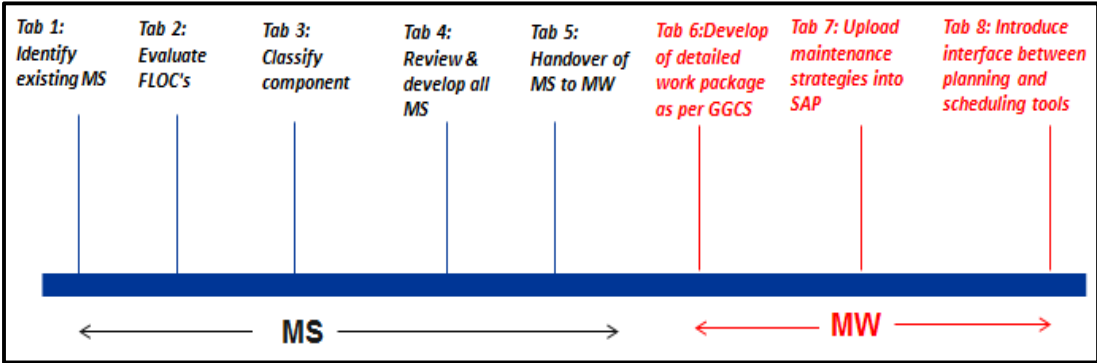 Tab 1:
Identify
existing MS
Tab 2:
Evaluate
FLOC's
Tab 3:
Classify
component
Tab 4:
Review &
develop all
MS
Tab 5:
Handover of
MS to MW
Tab 6:Develop
of detailed
work package
as per GGCS
Tab 7: Upload
maintenance
strategies into
SAP
Tab 8: Introduce
interface between
planning and
scheduling tools
MS
MW